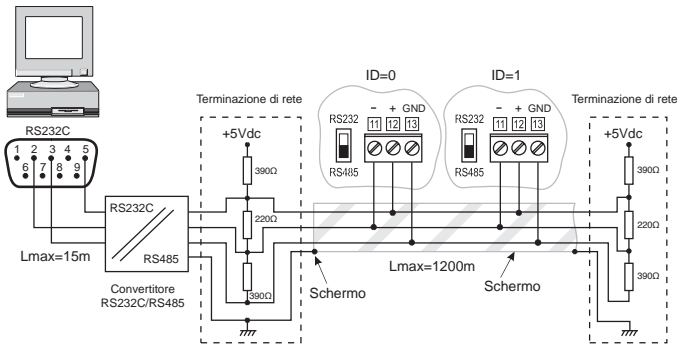 ID=0
ID=1
Terminazione di rete
- + GND
- + GND
Terminazione di rete
RS232
11 12 13
RS232
11 12 13
RS232C
+5Vdc
+5Vdc
1 2 3 4 5
6 7 8 9
390Ω
RS485
RS485
390Ω
RS232C
220Ω
220Ω
Lmax=15m
RS485
Lmax=1200m
390Ω
390Ω
Convertitore
RS232C/RS485
Schermo
Schermo